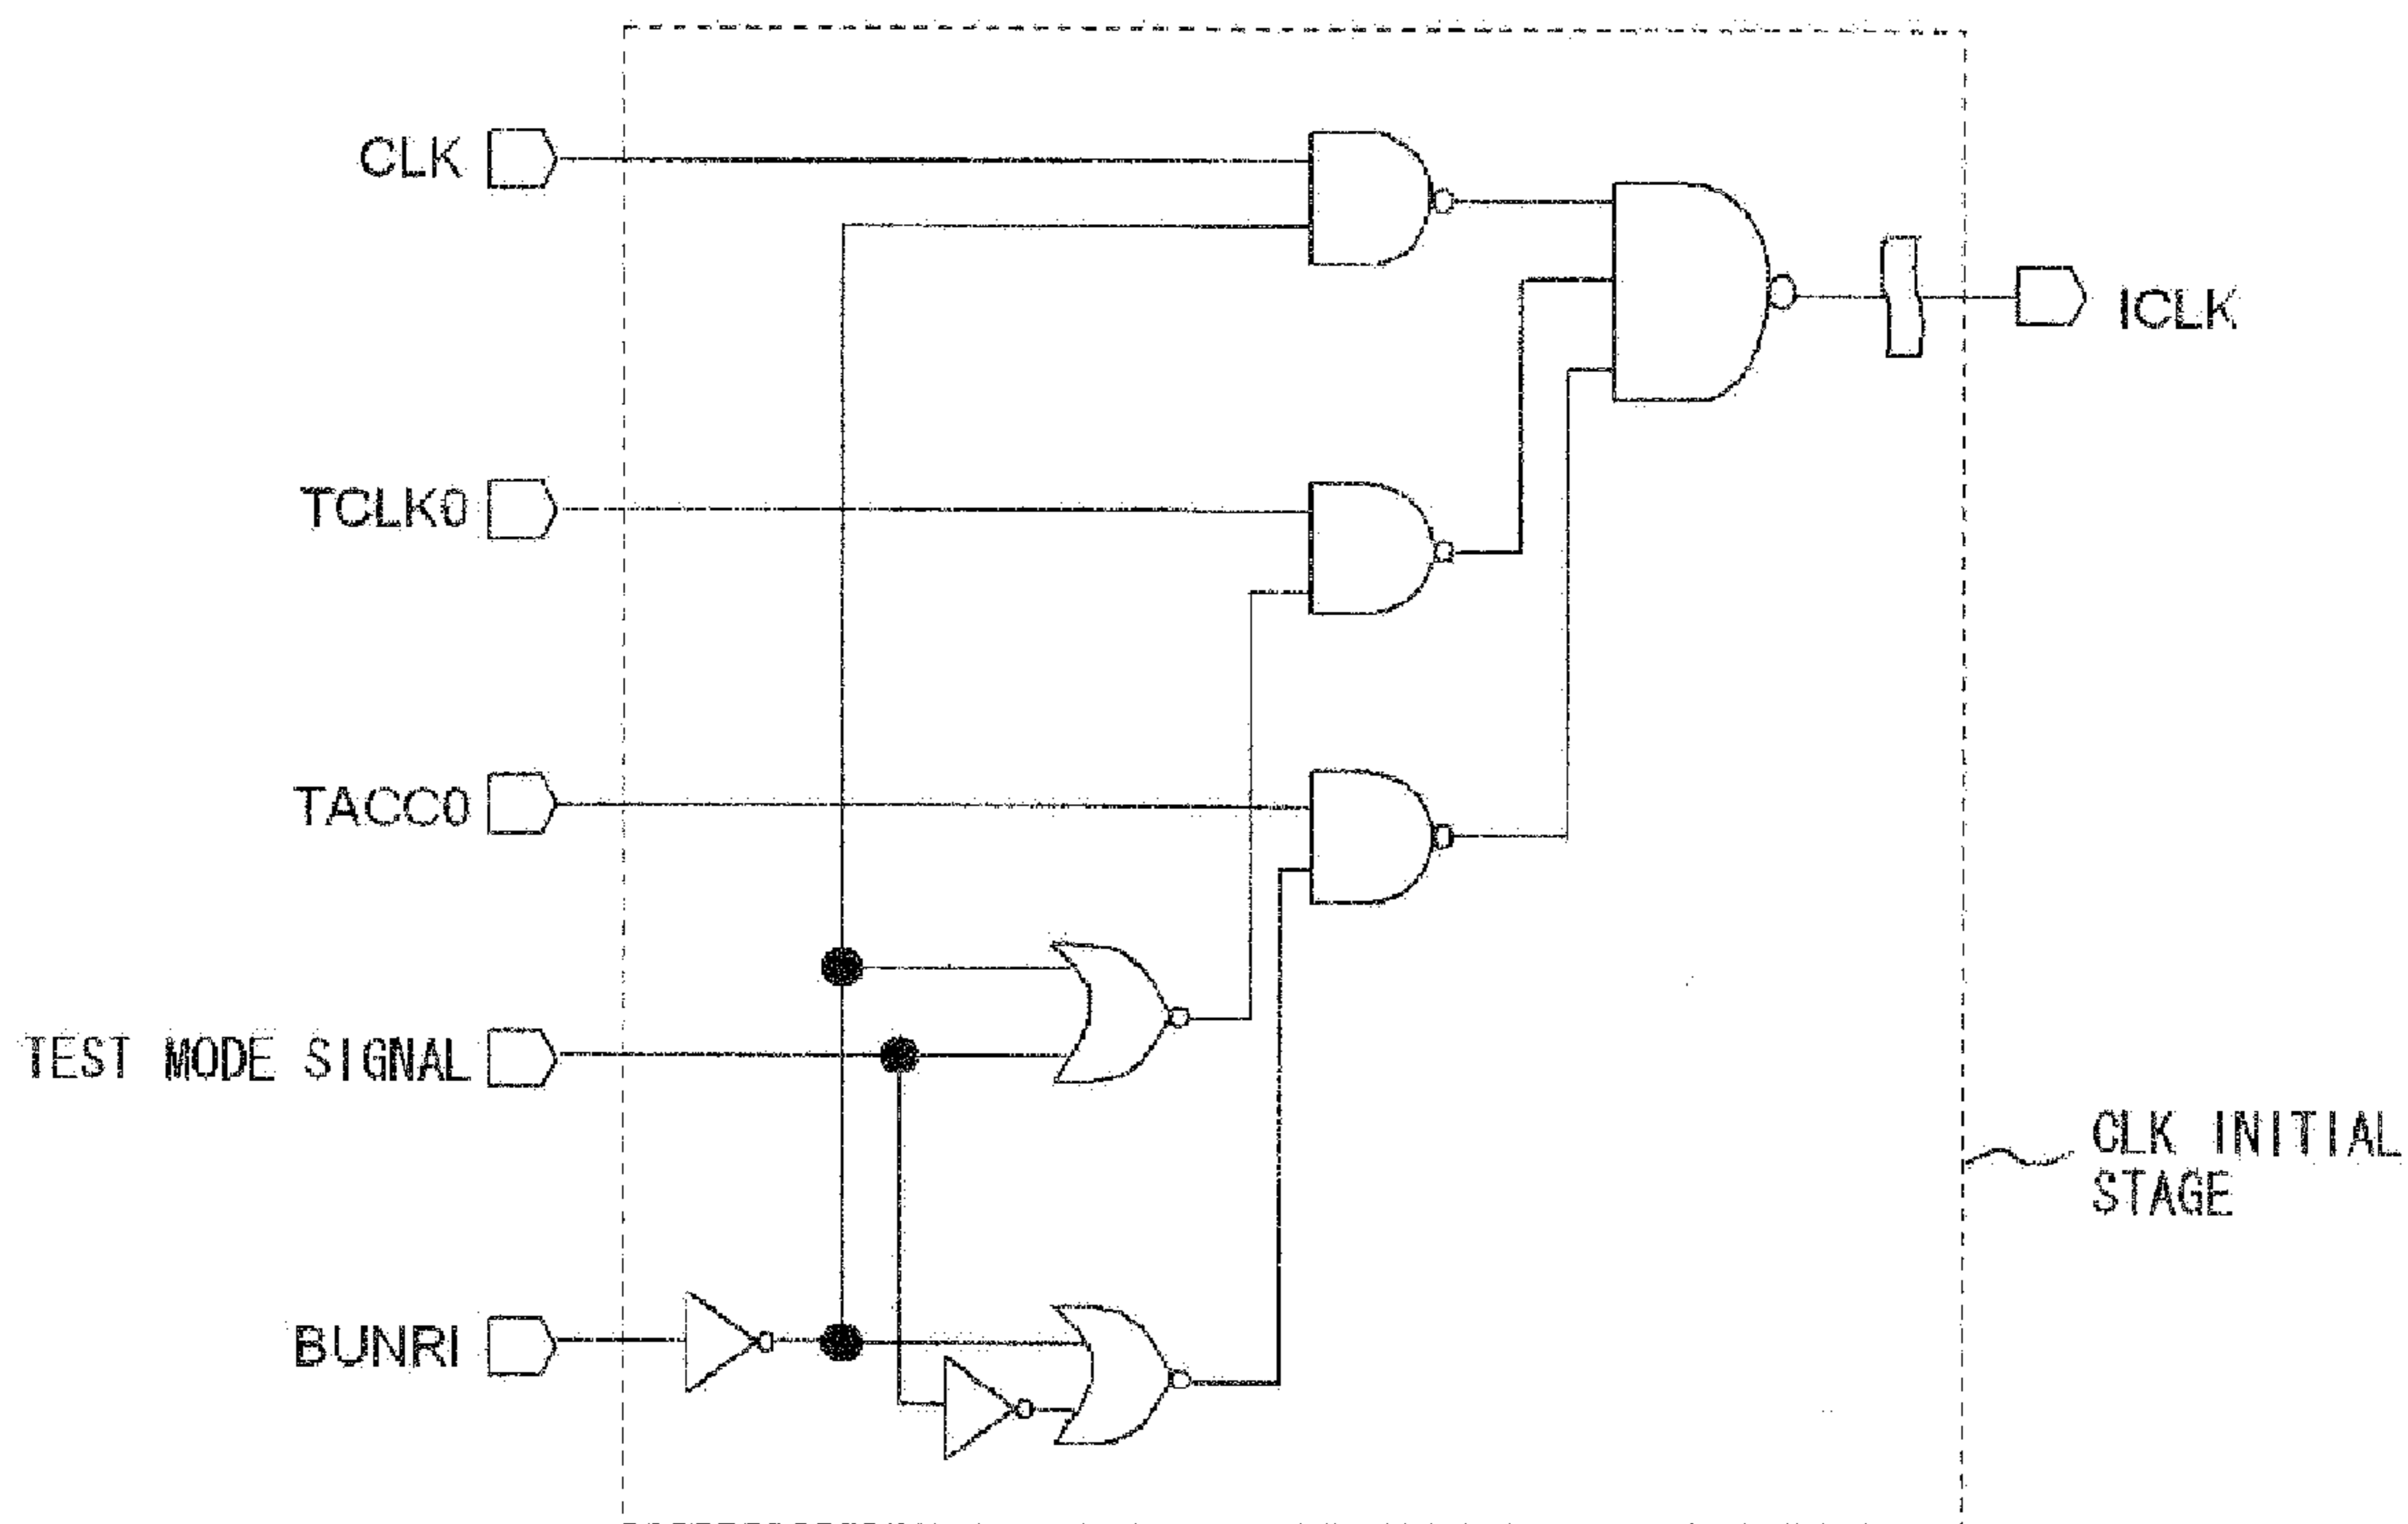 CLK
ICLK
TCLK0
TACC0
TEST MODE SIGNAL
CLK INITIAL
STAGE
BUNRI